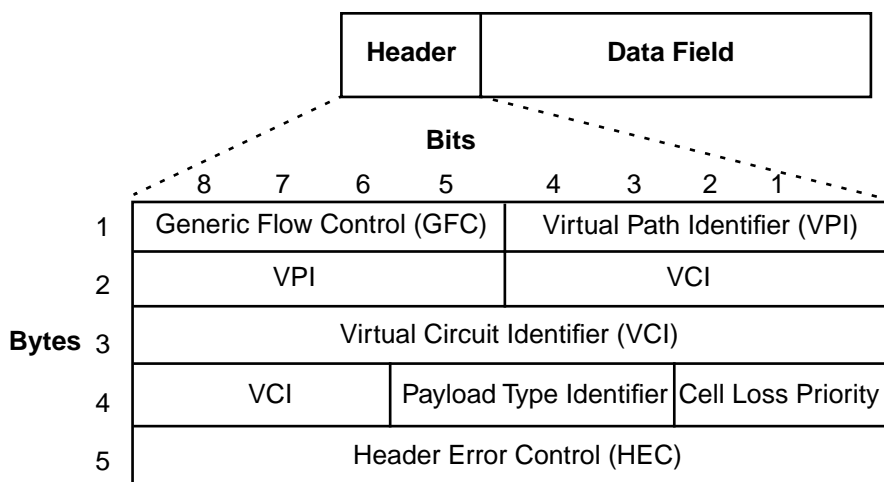 Header Data Field
Bits
8 7 6 5 4 3 2 1
1 Generic Flow Control (GFC) Virtual Path Identifier (VPI)
2 VPI VCI
Bytes 3 Virtual Circuit Identifier (VCI)
4 VCI Payload Type Identifier Cell Loss Priority
5 Header Error Control (HEC)